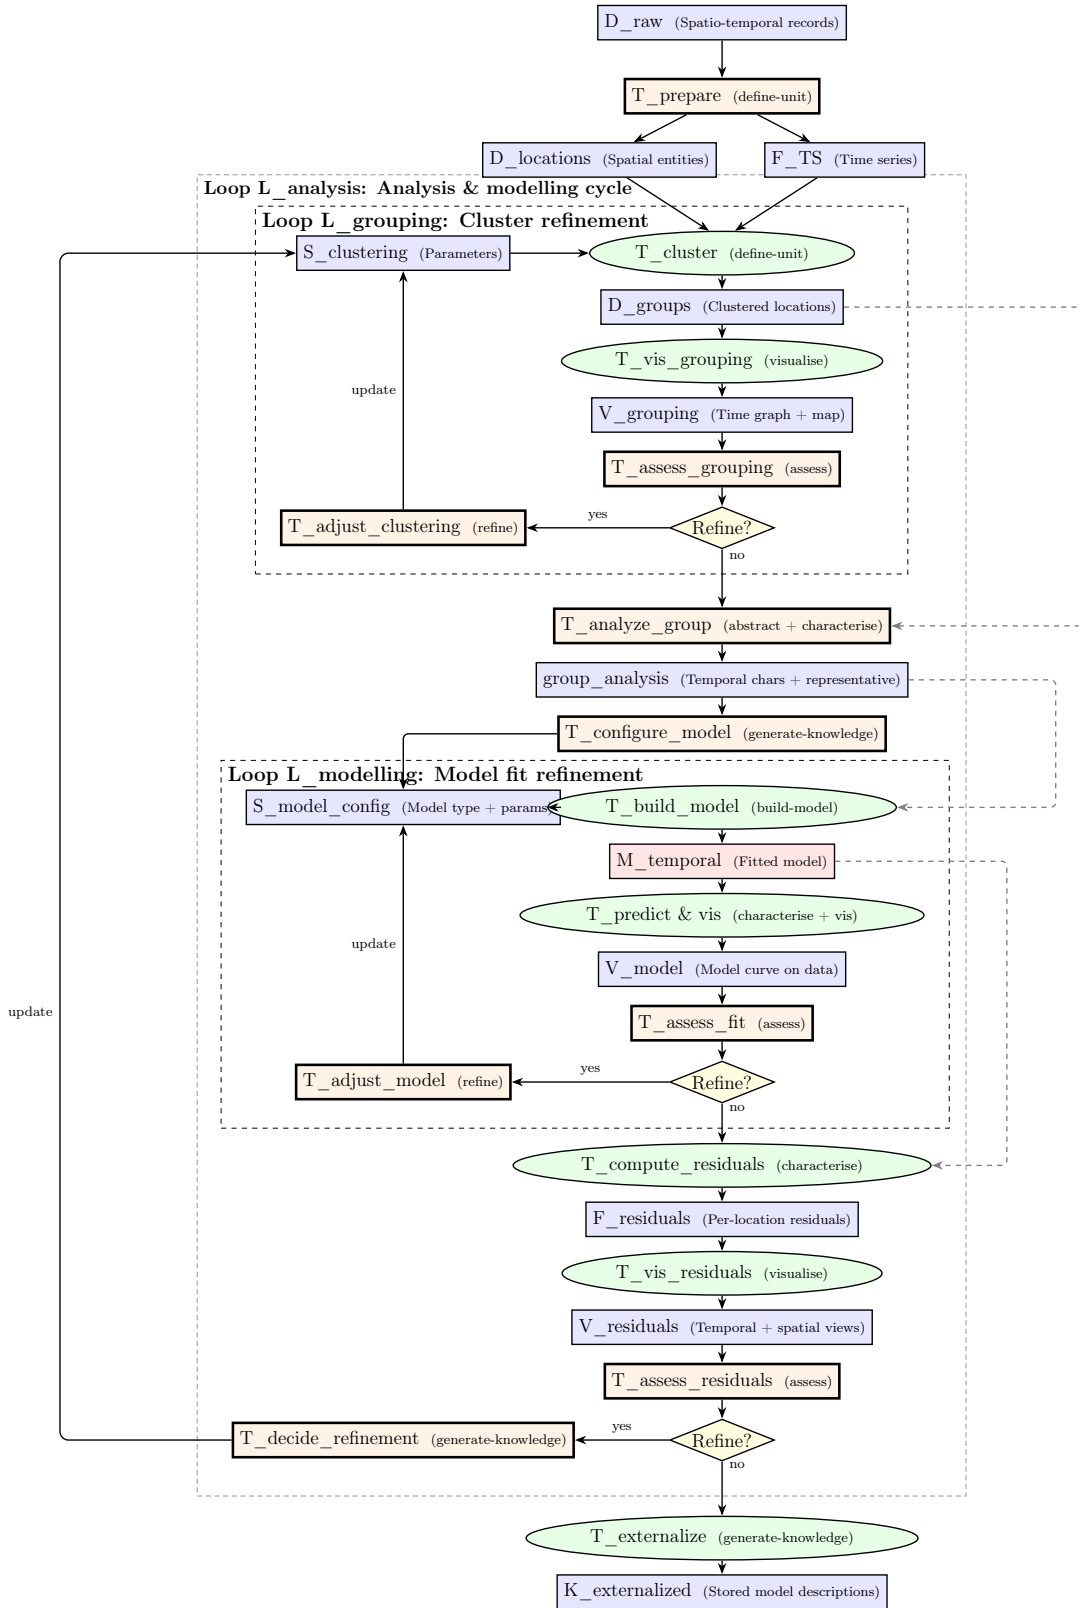 D_raw (Spatio-temporal records)
T_prepare (define-unit)
D_locations (Spatial entities)
F_TS (Time series)
Loop L_analysis: Analysis & modelling cycle
Loop L_grouping: Cluster refinement
S_clustering (Parameters)
T_cluster (define-unit)
D_groups (Clustered locations)
T_vis_grouping (visualise)
update
V_grouping (Time graph + map)
T_assess_grouping (assess)
T_adjust_clustering (refine)
yes
Refine?
no
T_analyze_group (abstract + characterise)
group_analysis (Temporal chars + representative)
T_configure_model (generate-knowledge)
Loop L_modelling: Model fit refinement
S_model_config (Model type + params)
T_build_model (build-model)
M_temporal (Fitted model)
T_predict & vis (characterise + vis)
update
V_model (Model curve on data)
update
T_assess_fit (assess)
T_adjust_model (refine)
yes
Refine?
no
T_compute_residuals (characterise)
F_residuals (Per-location residuals)
T_vis_residuals (visualise)
V_residuals (Temporal + spatial views)
T_assess_residuals (assess)
T_decide_refinement (generate-knowledge)
yes
Refine?
no
T_externalize (generate-knowledge)
K_externalized (Stored model descriptions)